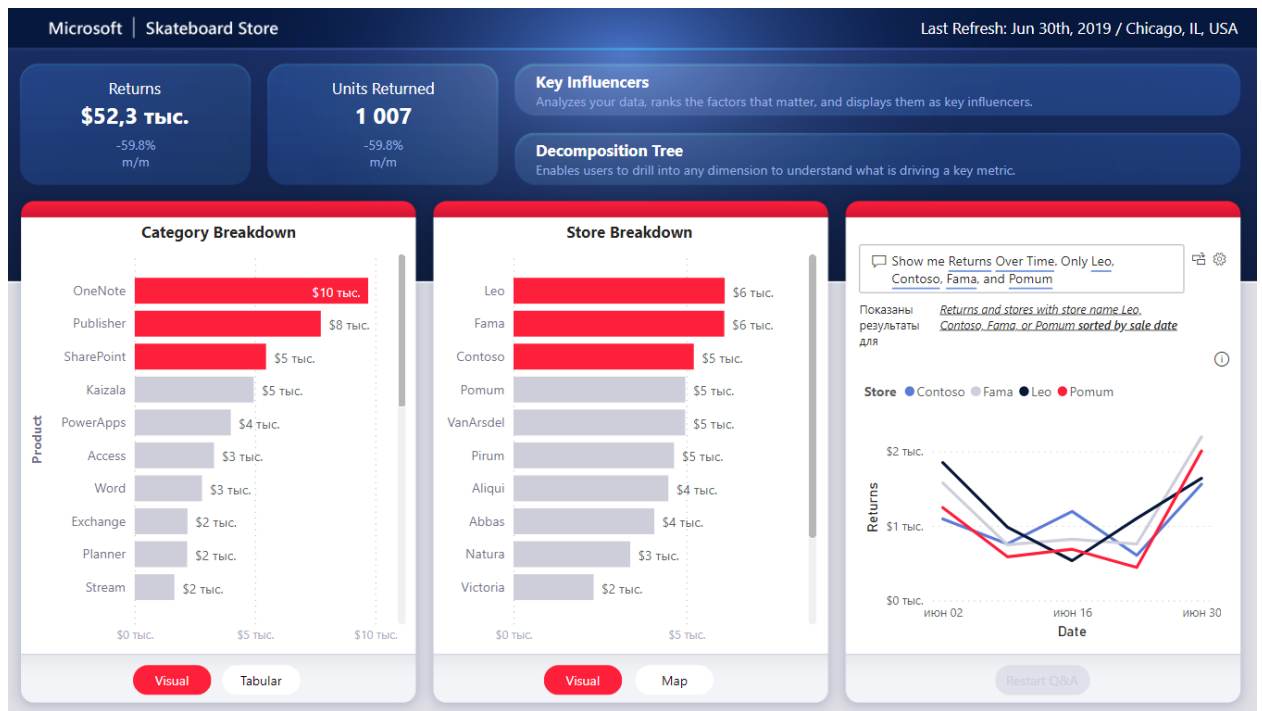 Microsoft | Skateboard Store
Last Refresh: Jun 30th, 2019 / Chicago, IL, USA
Returns
$52,3 тыс.
-59.8%
m/m
Units Returned
1 007
-59.8%
m/m
Key Influencers
Analyzes your data, ranks the factors that matter, and displays them as key influencers.
Decomposition Tree
Enables users to drill into any dimension to understand what is driving a key metric.
Category Breakdown
Product
OneNote $10 тыс.
Publisher $8 тыс.
SharePoint $5 тыс.
Kaizala $5 тыс.
PowerApps $4 тыс.
Access $3 тыс.
Word $3 тыс.
Exchange $2 тыс.
Planner $2 тыс.
Stream $2 тыс.
$0 тыс. $5 тыс. $10 тыс.
Visual Tabular
Store Breakdown
Leo $6 тыс.
Fama $6 тыс.
Contoso $5 тыс.
Pomum $5 тыс.
VanArsdel $5 тыс.
Pirum $5 тыс.
Aliqui $4 тыс.
Abbas $4 тыс.
Natura $3 тыс.
Victoria $2 тыс.
$0 тыс. $5 тыс.
Visual Map
Show me Returns Over Time. Only Leo,
Contoso, Fama, and Pomum
Показаны
результаты
для
Returns and stores with store name Leo,
Contoso, Fama, or Pomum sorted by sale date
Store Contoso Fama Leo Pomum
Returns
$2 тыс.
$1 тыс.
$0 тыс.
июн 02 июн 16 июн 30
Date
Restart Q&A